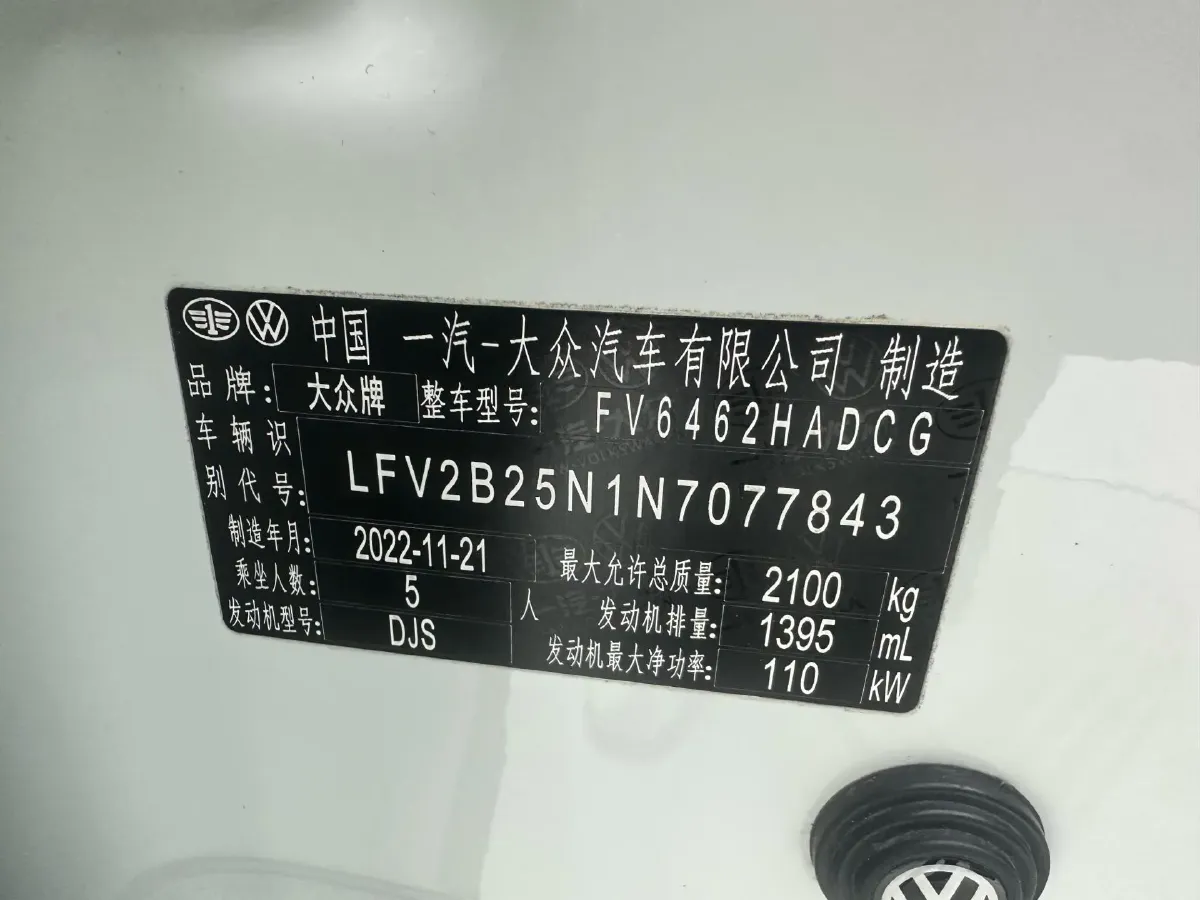 中国 一汽-大众汽车有限公司 制造
品牌: 大众牌 整车型号: FV6462HADCG
车辆识别代号: LFV2B25N1N7077843
制造年月: 2022-11-21 最大允许总质量: 2100 kg
乘坐人数: 5 人 发动机排量: 1395 mL
发动机型号: DJS 发动机最大净功率: 110 kW